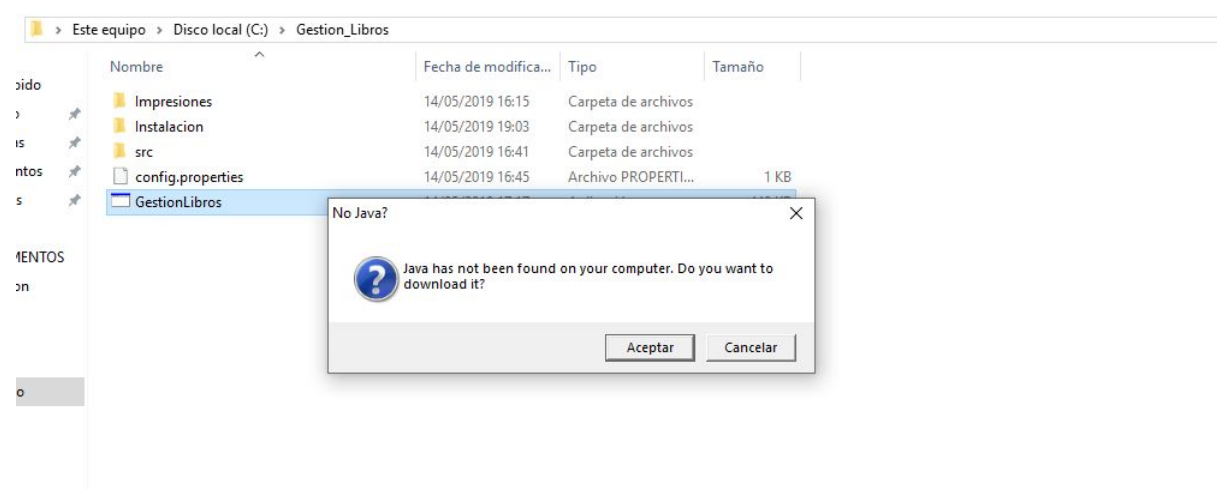 Este equipo > Disco local (C:) > Gestion_Libros
Nombre Fecha de modifica... Tipo Tamaño
Impresiones 14/05/2019 16:15 Carpeta de archivos
Instalacion 14/05/2019 19:03 Carpeta de archivos
src 14/05/2019 16:41 Carpeta de archivos
config.properties 14/05/2019 16:45 Archivo PROPERTI... 1 KB
GestionLibros
No Java?
Java has not been found on your computer. Do you want to
download it?
Aceptar Cancelar